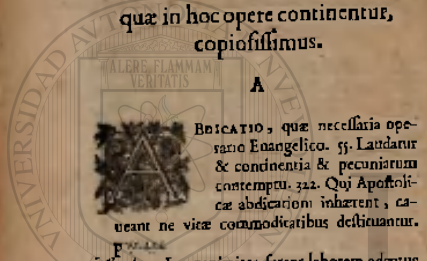 quæ in hoc opere continentur,
copiosissimus.
A
ABDICATIO, quæ necessaria ope-
rario Euangelico. 55. Laudatur
& continentia & pecuniarum
contemptu. 322. Qui Apostoli-
cæ abdicationi inhærent, ca-
ueant ne vitæ commoditatibus destituantur.
ALERE FLAMMAM
VERITATIS